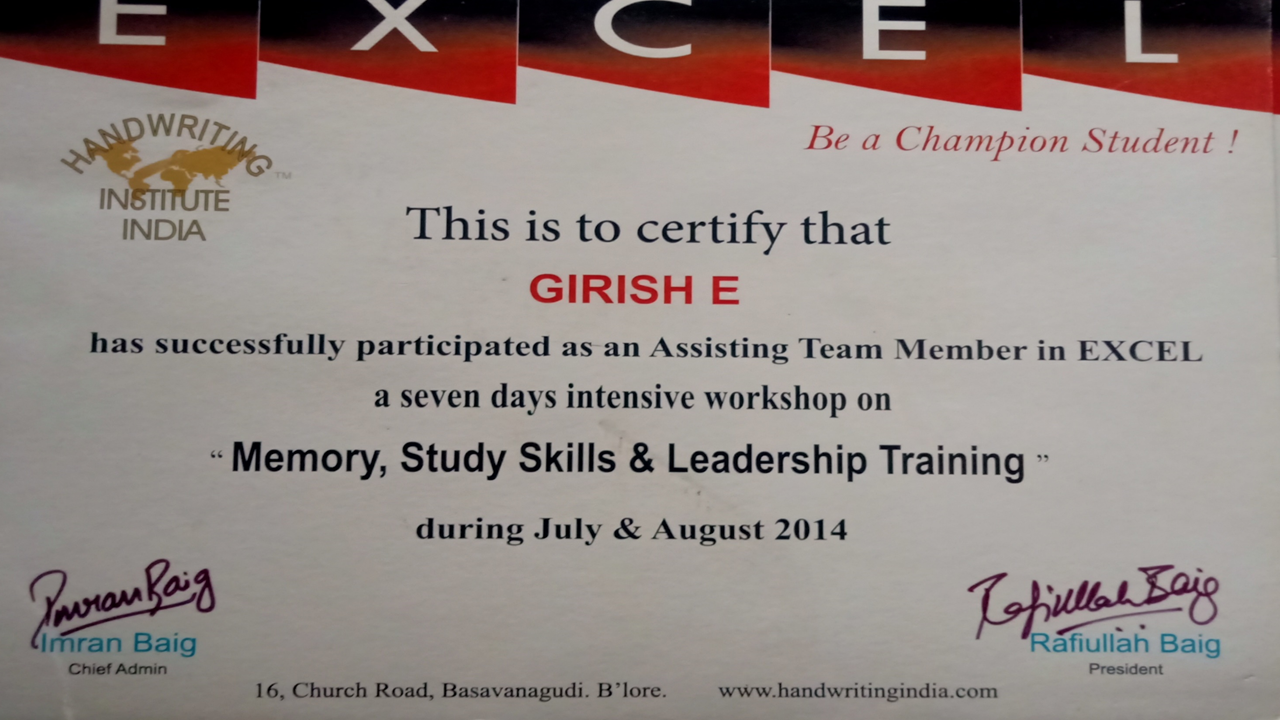 E X C E L
Be a Champion Student !
HANDWRITING
INSTITUTE
INDIA
TM
This is to certify that
GIRISH E
has successfully participated as an Assisting Team Member in EXCEL
a seven days intensive workshop on
“ Memory, Study Skills & Leadership Training ”
during July & August 2014
Imran Baig
Rafiullah Baig
Imran Baig
Chief Admin
Rafiullah Baig
President
16, Church Road, Basavanagudi. B'lore. www.handwritingindia.com